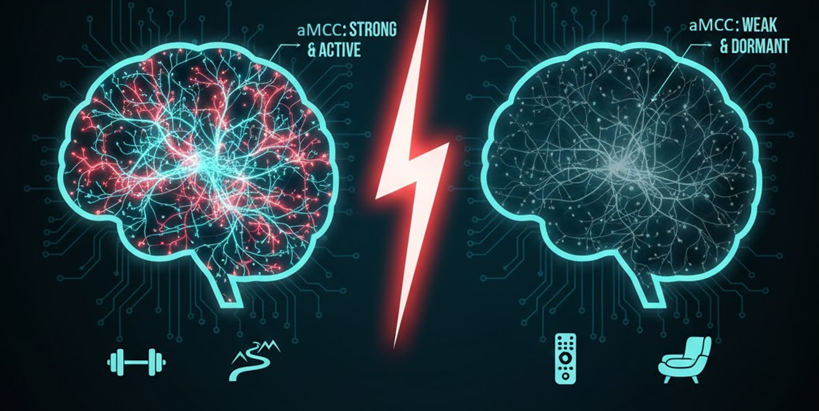 aMCC: STRONG
& ACTIVE
aMCC: WEAK
& DORMANT